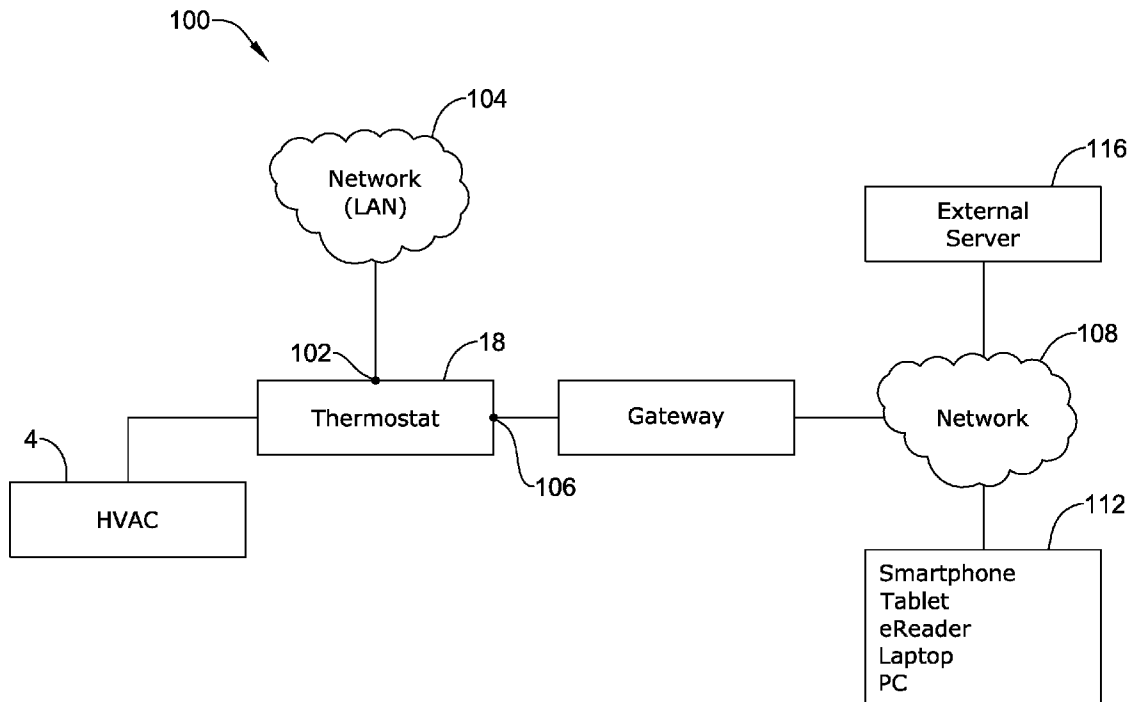 100
104
Network
(LAN)
116
External
Server
102
18
108
Thermostat
Gateway
Network
4
106
HVAC
112
Smartphone
Tablet
eReader
Laptop
PC